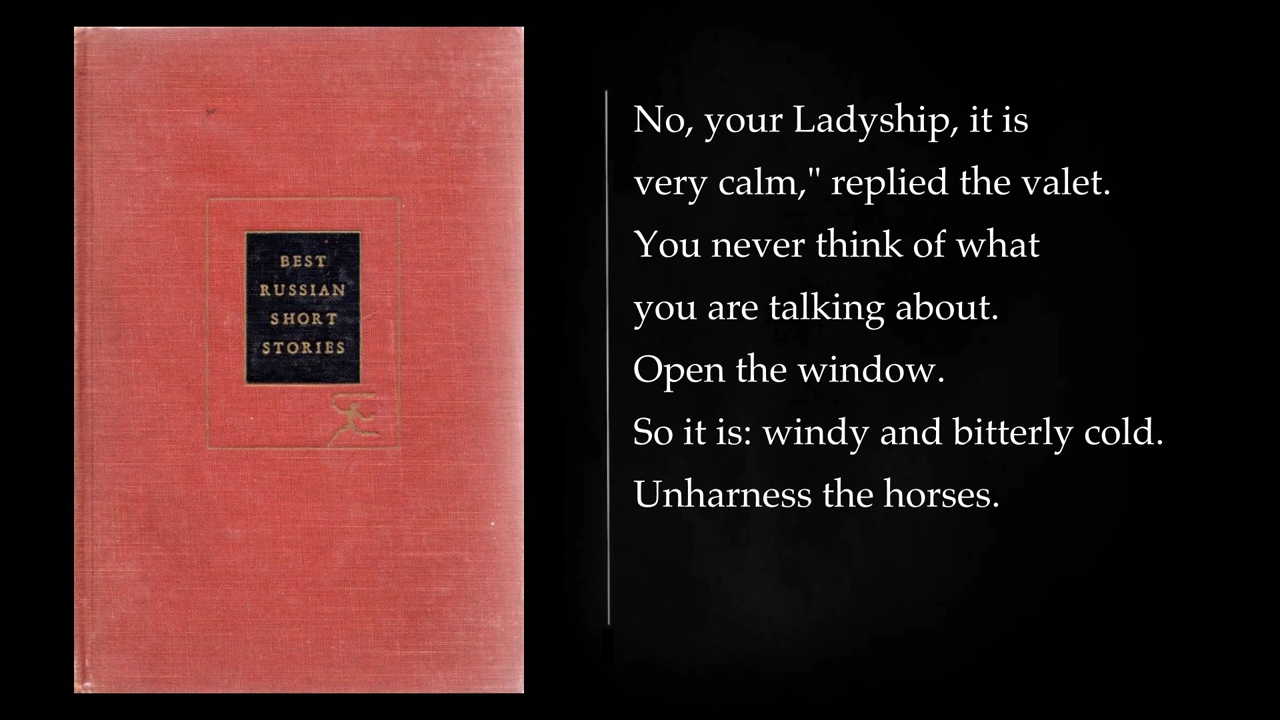 BEST
RUSSIAN
SHORT
STORIES
No, your Ladyship, it is
very calm," replied the valet.
You never think of what
you are talking about.
Open the window.
So it is: windy and bitterly cold.
Unharness the horses.